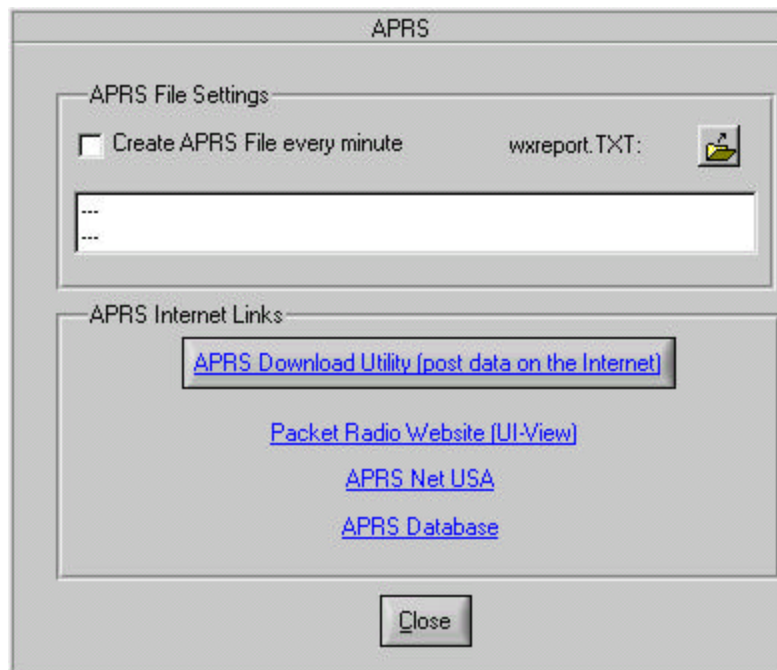 APRS
APRS File Settings
Create APRS File every minute wxreport.TXT:
---
---
APRS Internet Links
APRS Download Utility (post data on the Internet)
Packet Radio Website (UI-View)
APRS Net USA
APRS Database
Close